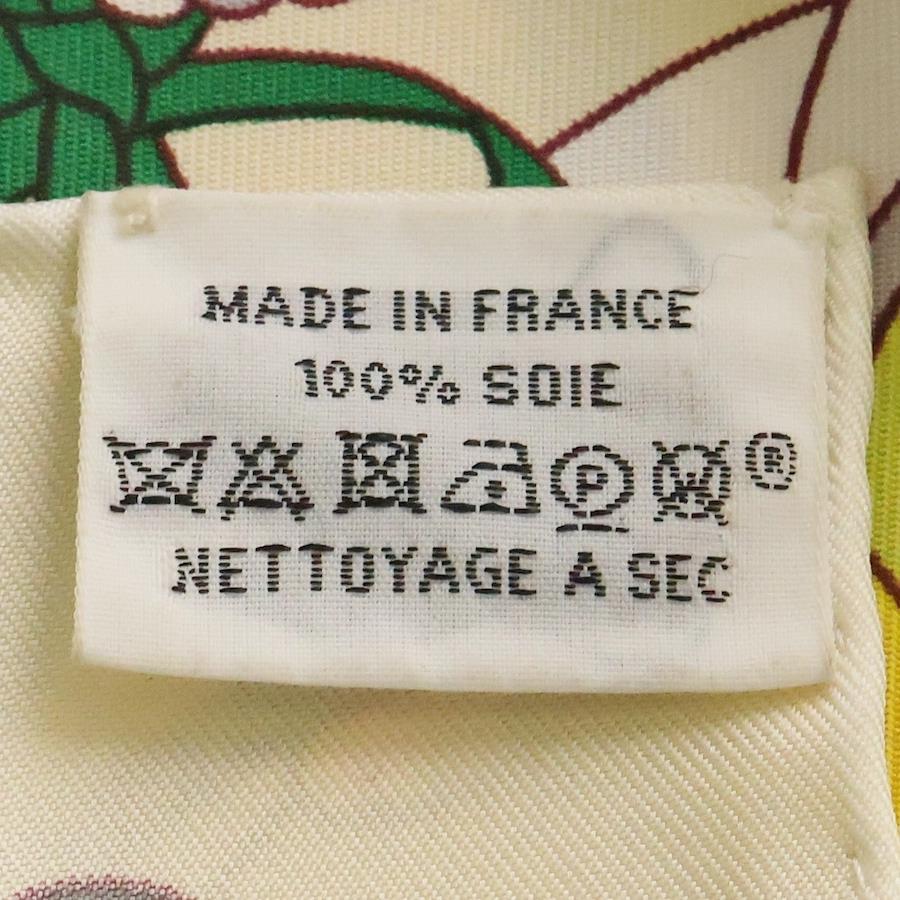 MADE IN FRANCE
100% SOIE
P ®
NETTOYAGE A SEC